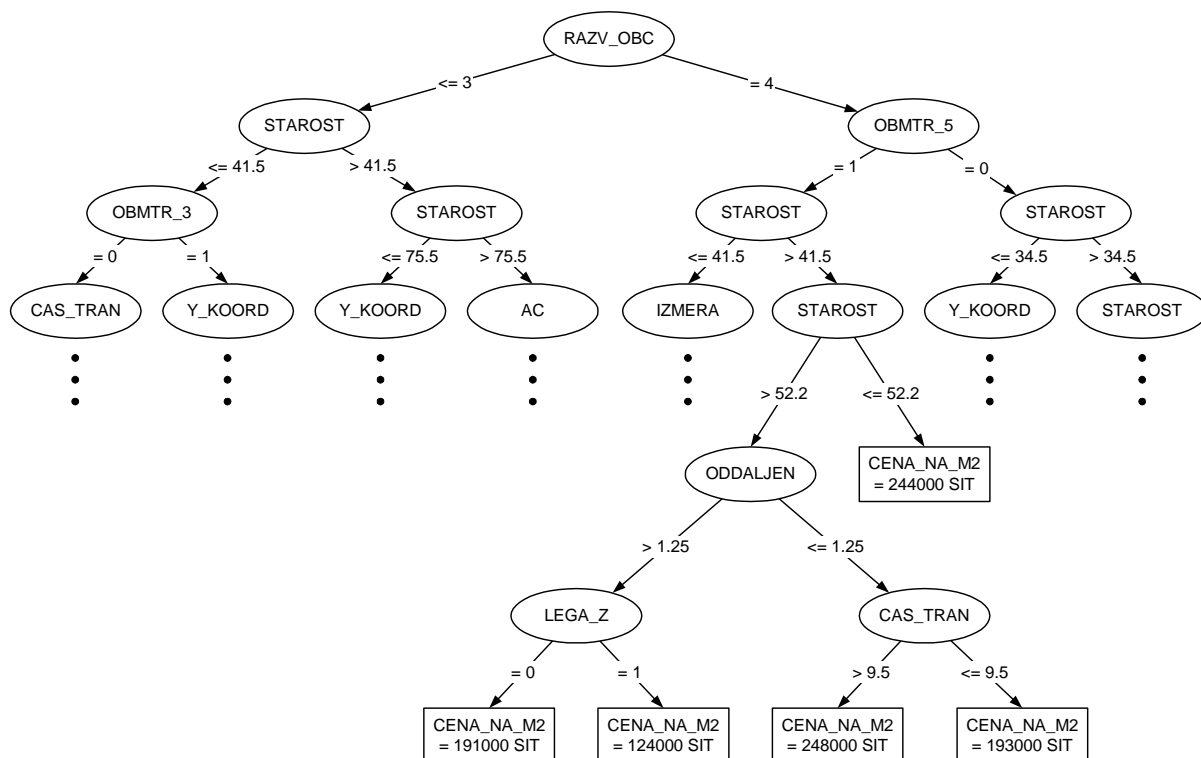 RAZV_OBC
<= 3
= 4
STAROST
OBMTR_5
<= 41.5
> 41.5
= 1
= 0
OBMTR_3
STAROST
STAROST
STAROST
= 0
= 1
<= 75.5
> 75.5
<= 41.5
> 41.5
<= 34.5
> 34.5
CAS_TRAN
Y_KOORD
Y_KOORD
AC
IZMERA
STAROST
Y_KOORD
STAROST
> 52.2
<= 52.2
ODDALJEN
CENA_NA_M2
= 244000 SIT
> 1.25
<= 1.25
LEGA_Z
CAS_TRAN
= 0
= 1
> 9.5
<= 9.5
CENA_NA_M2
= 191000 SIT
CENA_NA_M2
= 124000 SIT
CENA_NA_M2
= 248000 SIT
CENA_NA_M2
= 193000 SIT